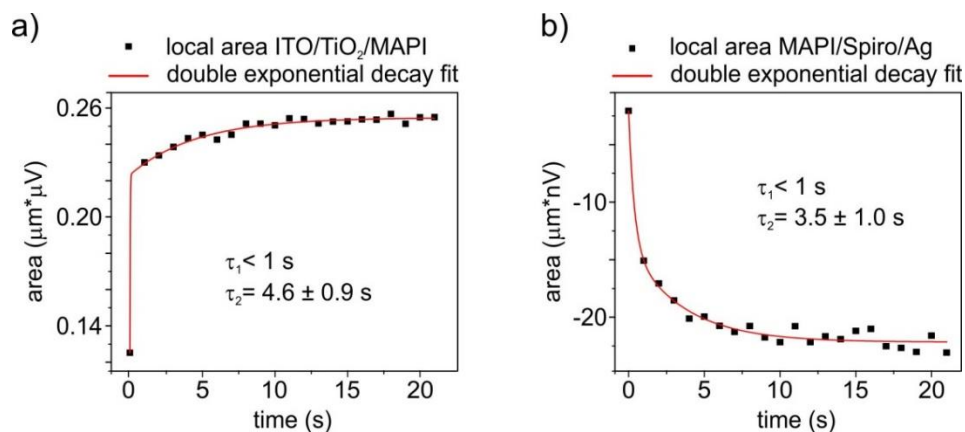 a)
local area ITO/TiO₂/MAPI
double exponential decay fit
0.26
0.20
0.14
area (μm*μV)
τ₁< 1 s
τ₂= 4.6 ± 0.9 s
0 5 10 15 20
time (s)
b)
local area MAPI/Spiro/Ag
double exponential decay fit
-10
-20
area (μm*nV)
τ₁< 1 s
τ₂= 3.5 ± 1.0 s
0 5 10 15 20
time (s)